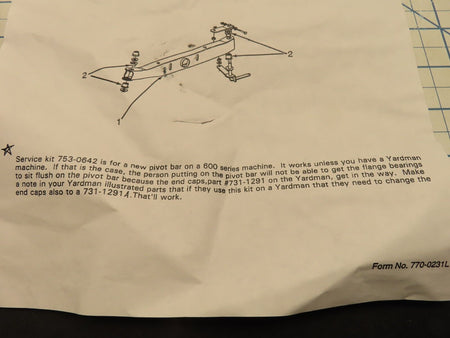 2
2
1
☆ Service kit 753-0642 is for a new pivot bar on a 600 series machine. It works unless you have a Yardman
machine. If that is the case, the person putting on the pivot bar will not be able to get the flange bearings
to sit flush on the pivot bar because the end caps,part #731-1291 on the Yardman, get in the way. Make
a note in your Yardman illustrated parts that if they use this kit on a Yardman that they need to change the
end caps also to a 731-1291A.That'll work.
Form No. 770-0231L